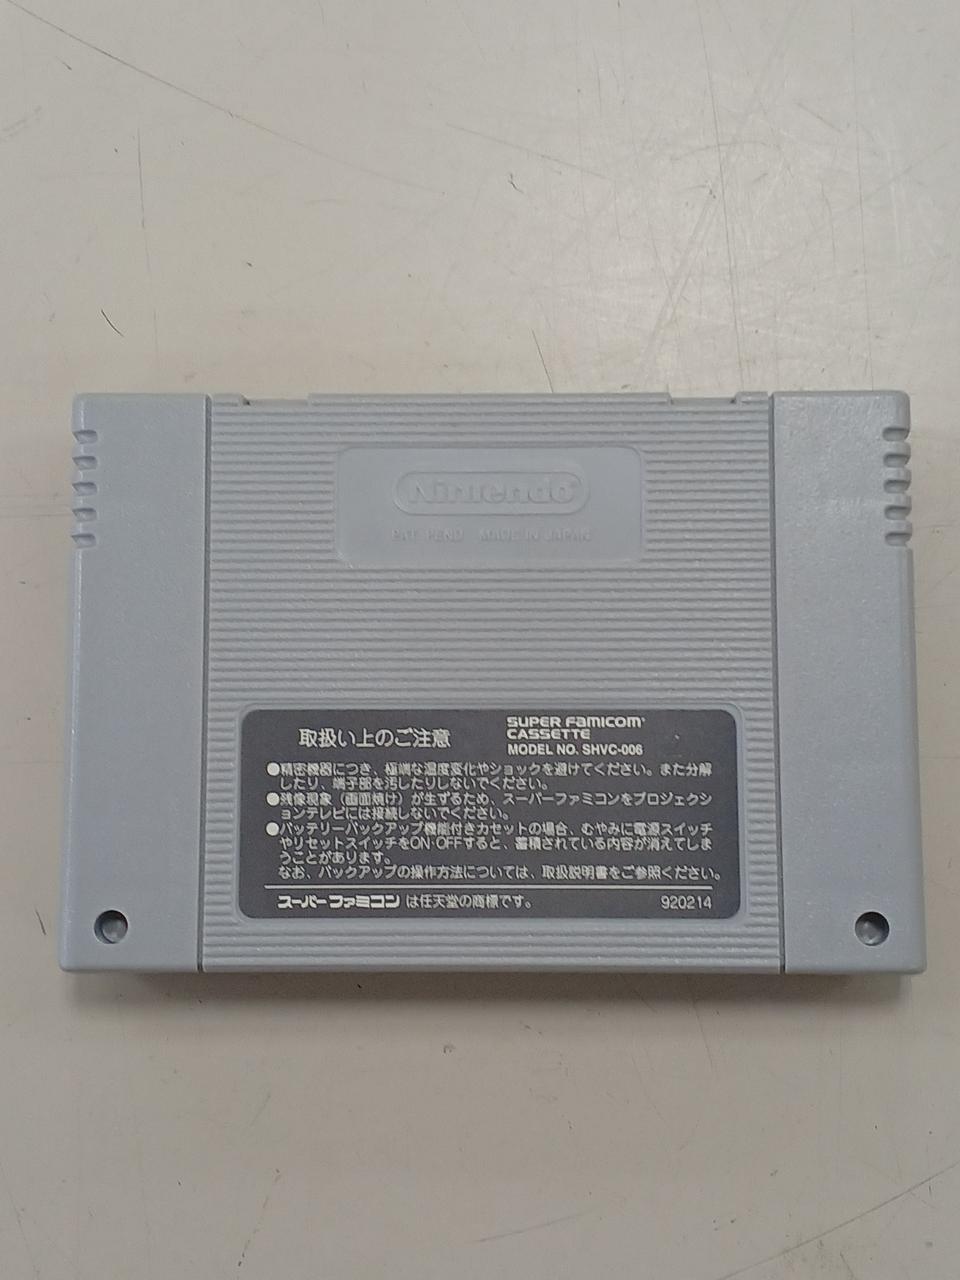 Nintendo
PAT. PEND. MADE IN JAPAN
取扱い上のご注意
SUPER FAMICOM
CASSETTE
MODEL NO. SHVC-006
●精密機器につき、極端な温度変化やショックを避けてください。また分解
したり、端子部を汚したりしないでください。
●残像現象（画面焼け）が生ずるため、スーパーファミコンをプロジェクシ
ョンテレビには接続しないでください。
●バッテリーバックアップ機能付きカセットの場合、むやみに電源スイッチ
やリセットスイッチをON・OFFすると、蓄積されている内容が消えてしま
うことがあります。
なお、バックアップの操作方法については、取扱説明書をご参照ください。
スーパーファミコン は任天堂の商標です。
920214